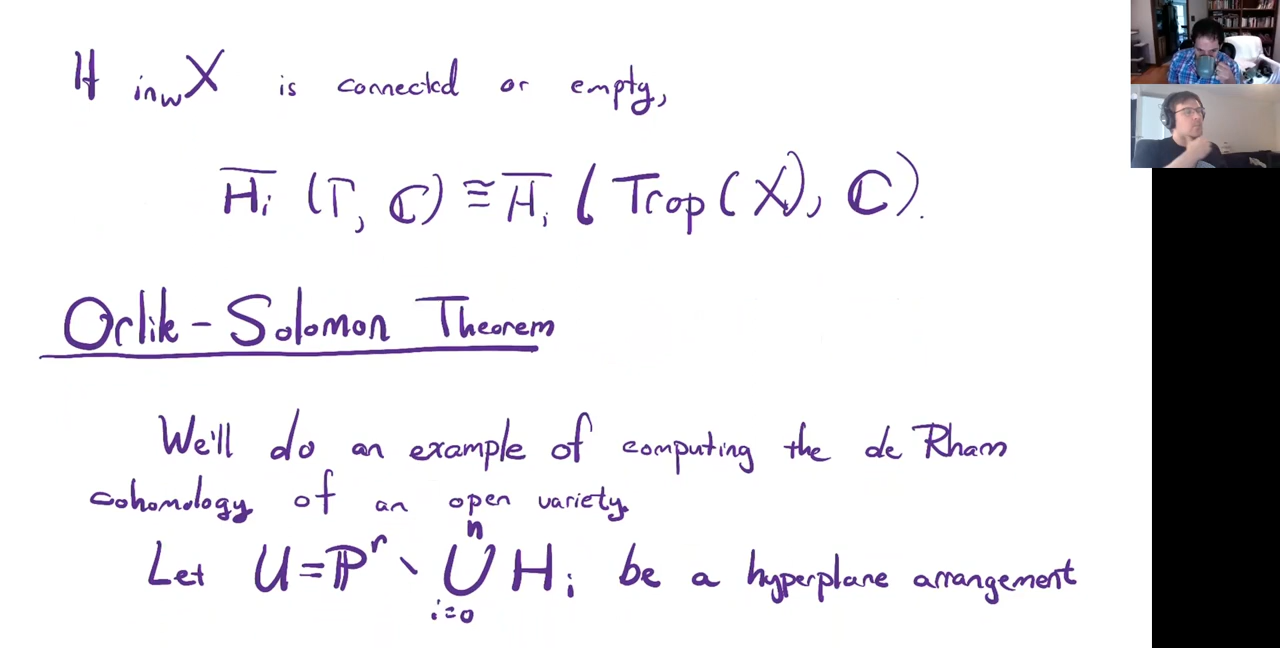 If in_w X is connected or empty,
H̅_i (Γ, ℂ) ≅ H̅_i (Trop(X), ℂ).
Orlik-Solomon Theorem
We'll do an example of computing the de Rham
cohomology of an open variety.
Let U = ℙ^r \ ⋃_{i=0}^n H_i be a hyperplane arrangement